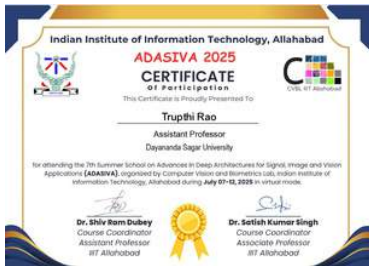 Indian Institute of Information Technology, Allahabad
ADASIVA 2025
CERTIFICATE
Of Participation
CVBL IIIT Allahabad
This Certificate is Proudly Presented To
Trupthi Rao
Assistant Professor
Dayananda Sagar University
for attending the 7th Summer School on Advances in Deep Architectures for Signal, Image and Vision
Applications (ADASIVA), organized by Computer Vision and Biometrics Lab, Indian Institute of
Information Technology, Allahabad during July 07-12, 2025 in virtual mode.
Dr. Shiv Ram Dubey
Course Coordinator
Assistant Professor
IIIT Allahabad
Dr. Satish Kumar Singh
Course Coordinator
Associate Professor
IIIT Allahabad